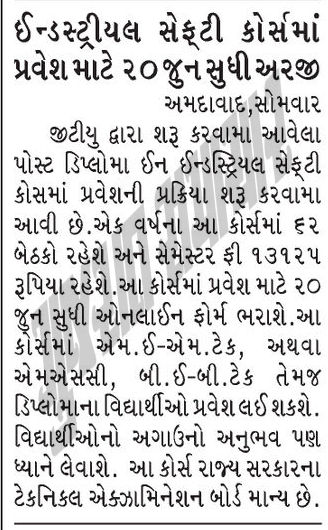 ઈન્ડસ્ટ્રીયલ સેફ્ટી કોર્સમાં
પ્રવેશ માટે ૨૦ જુન સુધી અરજી
અમદાવાદ,સોમવાર
જીટીયુ દ્વારા શરૂ કરવામા આવેલા
પોસ્ટ ડિપ્લોમા ઈન ઈન્ડસ્ટ્રિયલ સેફ્ટી
કોસમાં પ્રવેશની પ્રક્રિયા શરૂ કરવામા
આવી છે.એક વર્ષના આ કોર્સમાં ૬૨
બેઠકો રહેશે અને સેમેસ્ટર ફી ૧૩૧૨૫
રૂપિયા રહેશે.આ કોર્સમાં પ્રવેશ માટે ૨૦
જુન સુધી ઓનલાઈન ફોર્મ ભરાશે.આ
કોર્સમાં એમ.ઈ-એમ.ટેક, અથવા
એમએસસી, બી.ઈ-બી.ટેક તેમજ
ડિપ્લોમાના વિદ્યાર્થીઓ પ્રવેશ લઈ શકશે.
વિદ્યાર્થીઓનો અગાઉનો અનુભવ પણ
ધ્યાને લેવાશે. આ કોર્સ રાજ્ય સરકારના
ટેકનિકલ એક્ઝામિનેશન બોર્ડ માન્ય છે.